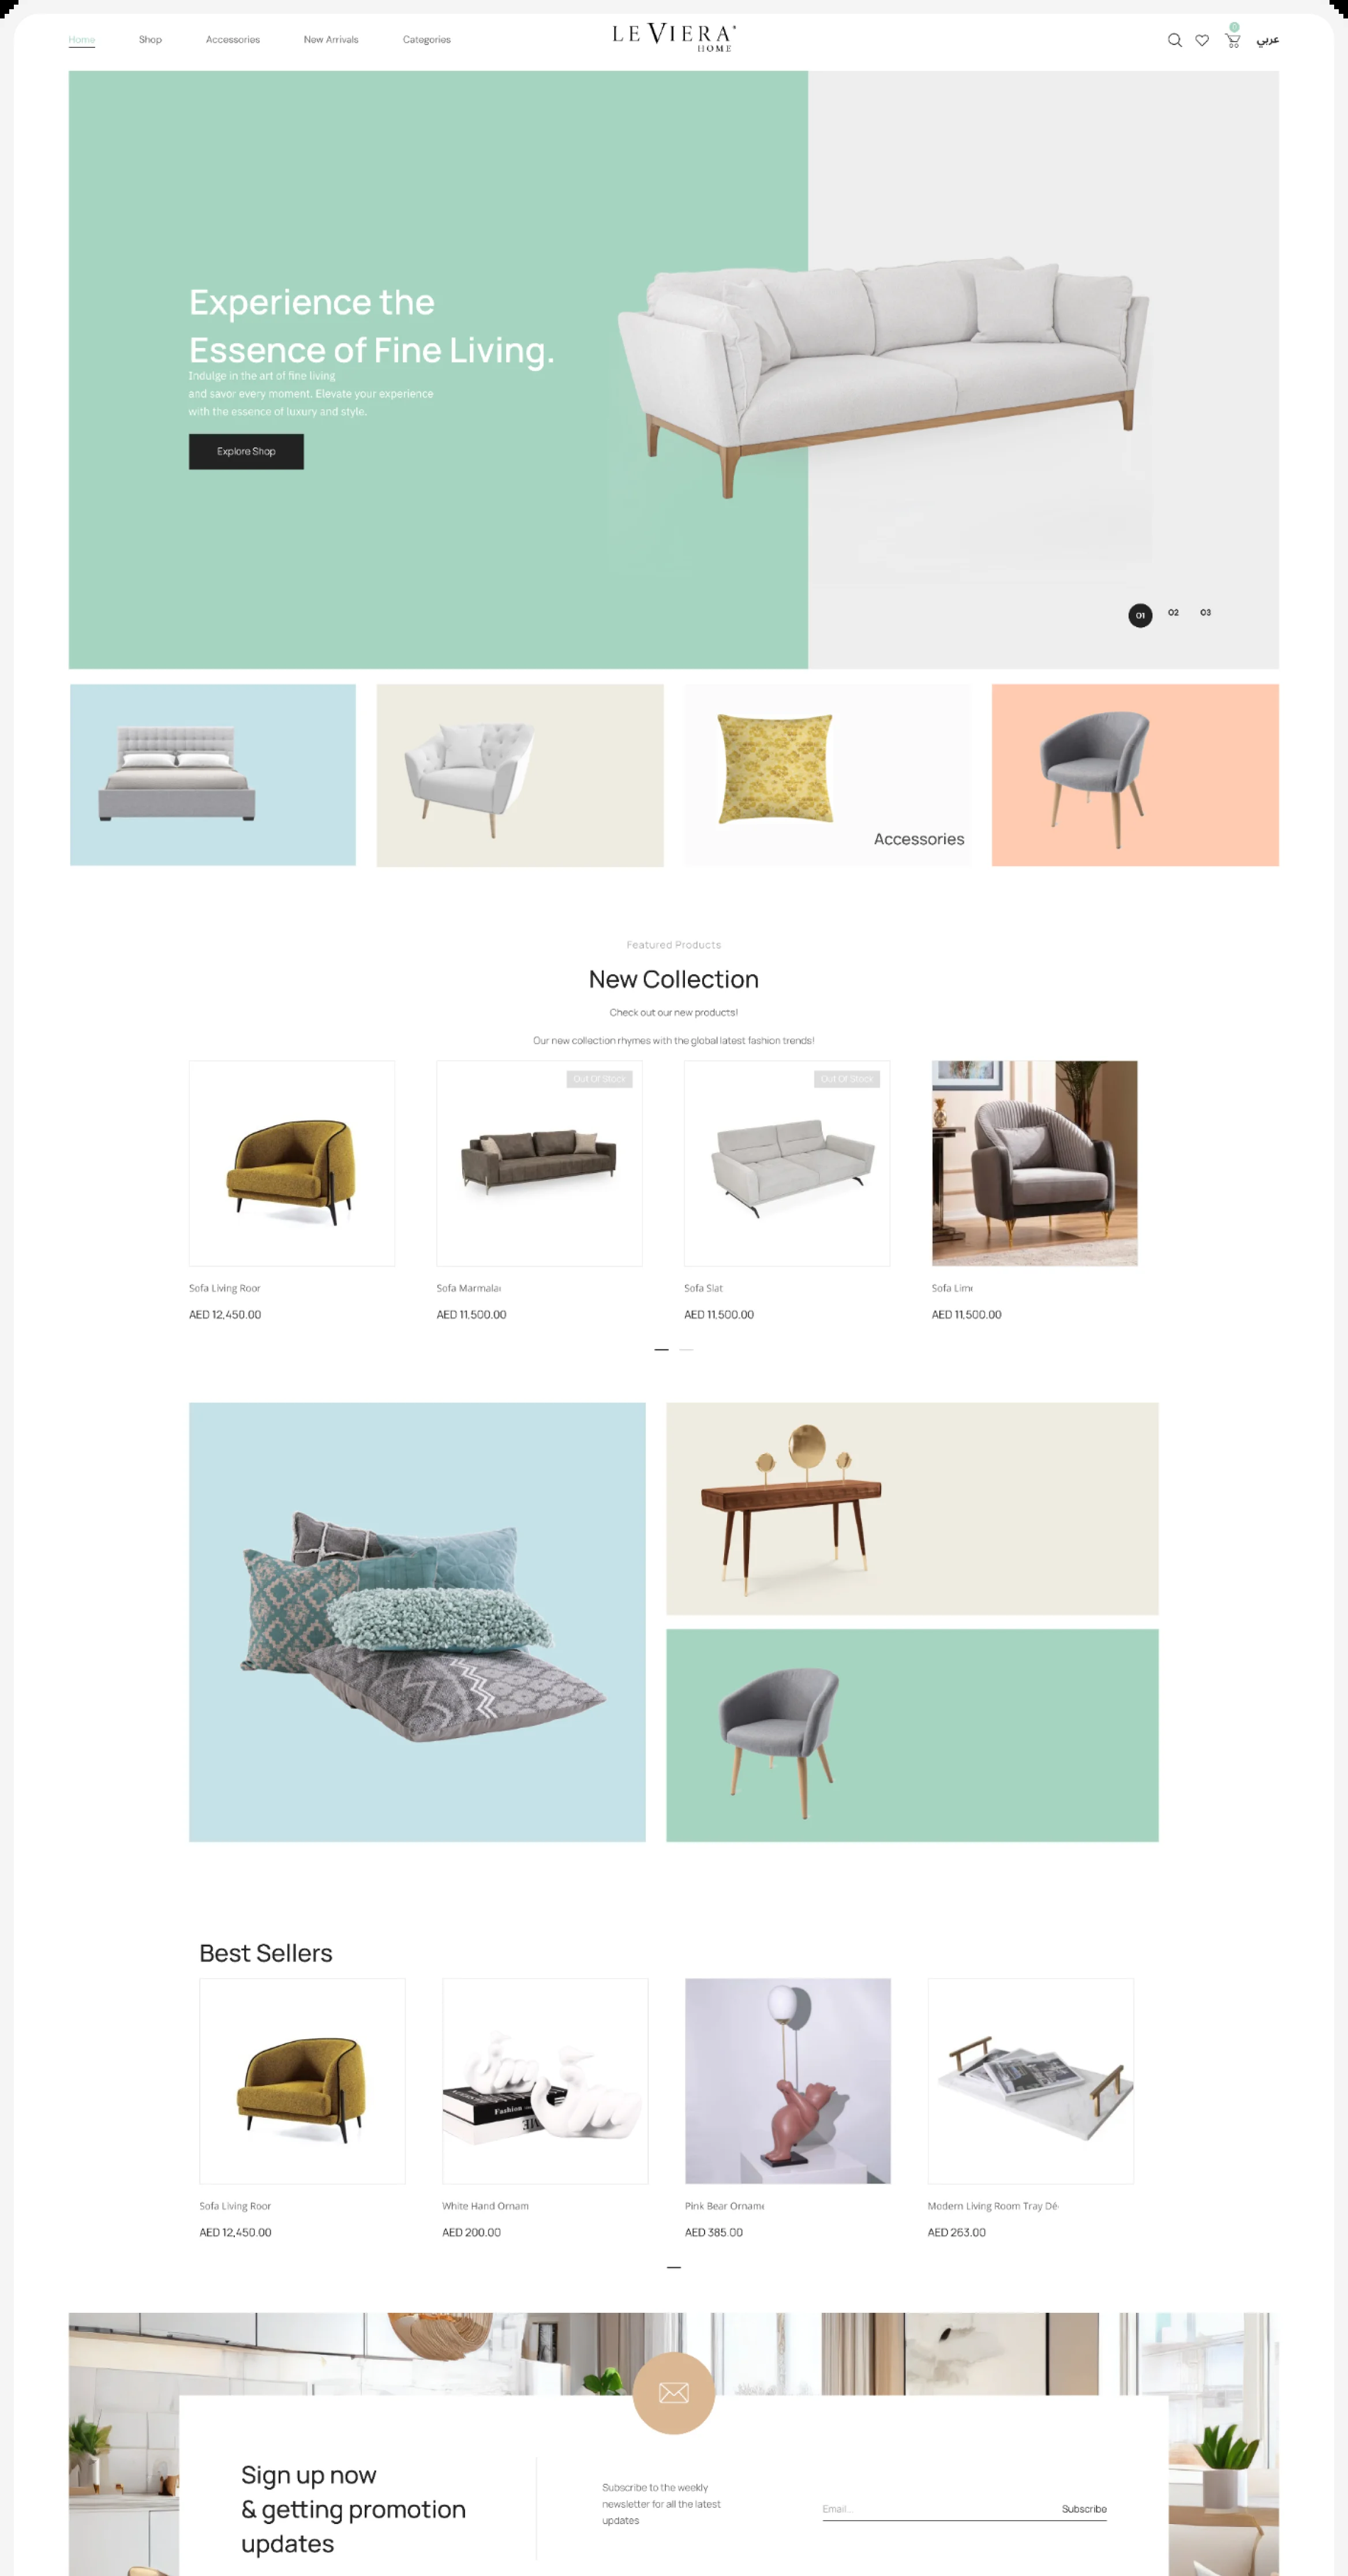 Home
Shop
Accessories
New Arrivals
Categories
LE VIERA
HOME
0
عربي
Experience the
Essence of Fine Living.
Indulge in the art of fine living
and savor every moment. Elevate your experience
with the essence of luxury and style.
Explore Shop
01
02
03
Accessories
Featured Products
New Collection
Check out our new products!
Our new collection rhymes with the global latest fashion trends!
Out Of Stock
Out Of Stock
Sofa Living Roor
Sofa Marmala
Sofa Slat
Sofa Lime
AED 12,450.00
AED 11,500.00
AED 11,500.00
AED 11,500.00
Best Sellers
Fashion
Sofa Living Roor
White Hand Ornam
Pink Bear Orname
Modern Living Room Tray Dé
AED 12,450.00
AED 200.00
AED 385.00
AED 263.00
Sign up now
& getting promotion
updates
Subscribe to the weekly
newsletter for all the latest
updates
Email...
Subscribe